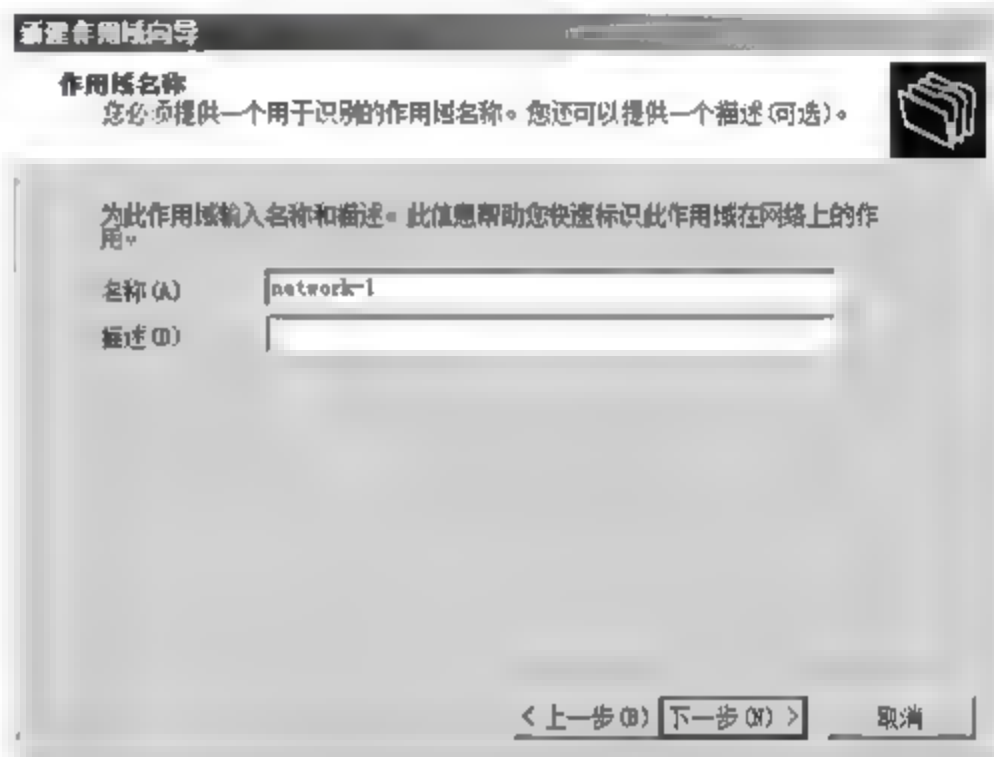 新建作用域向导
作用域名称
您必须提供一个用于识别的作用域名称。您还可以提供一个描述(可选)。
为此作用域输入名称和描述。此信息帮助您快速标识此作用域在网络上的作
用。
名称(A)
network-1
描述(D)
< 上一步(B)
下一步(N) >
取消